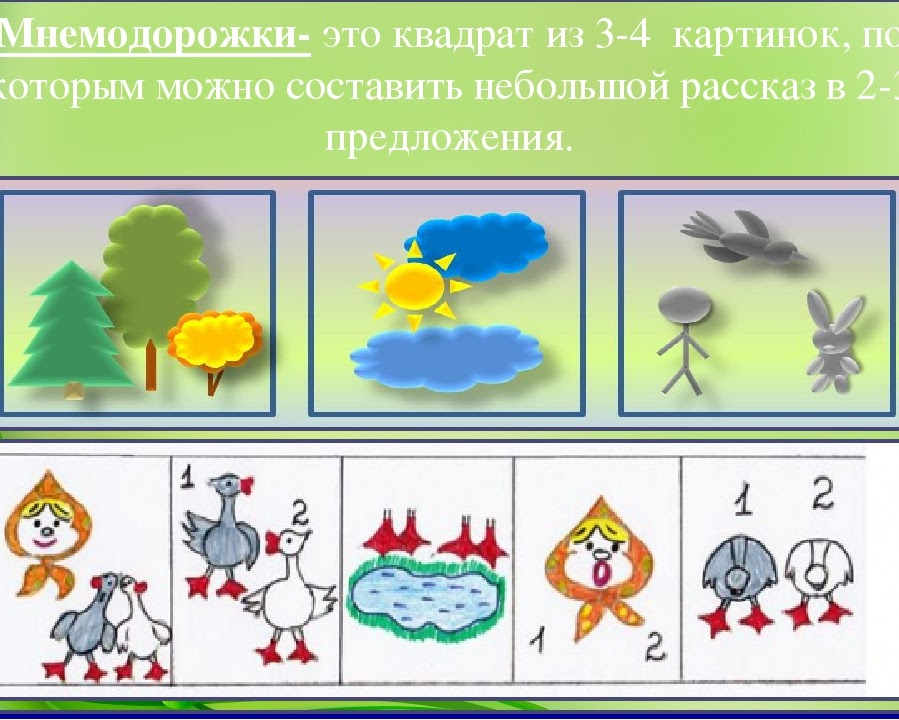 Мнемодорожки- это квадрат из 3-4 картинок, по
которым можно составить небольшой рассказ в 2-3
предложения.
1
2
1
2
1
2